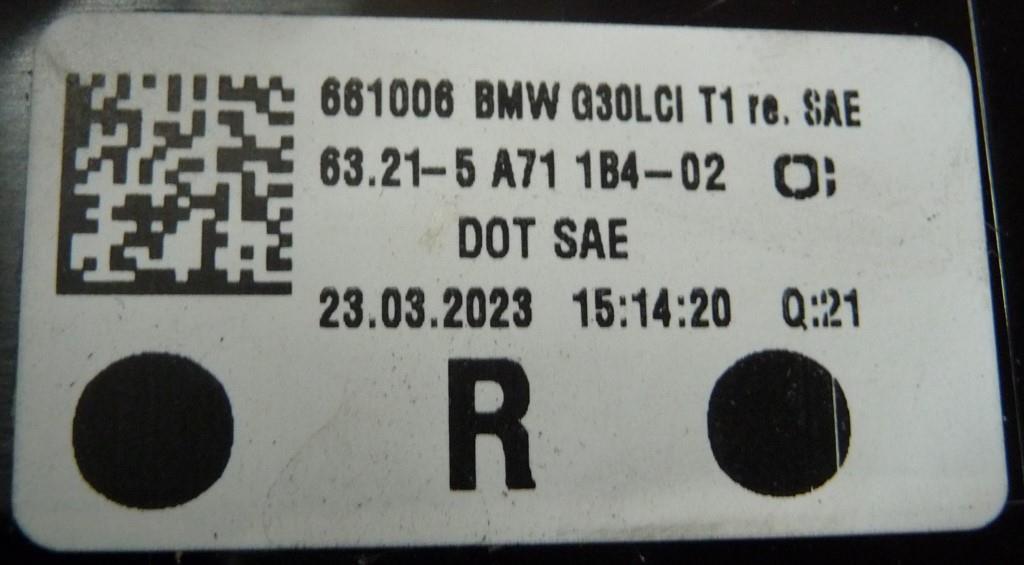 661006 BMW G30LCI T1 re. SAE
63.21-5 A71 1B4-02
DOT SAE
23.03.2023 15:14:20 Q:21
R